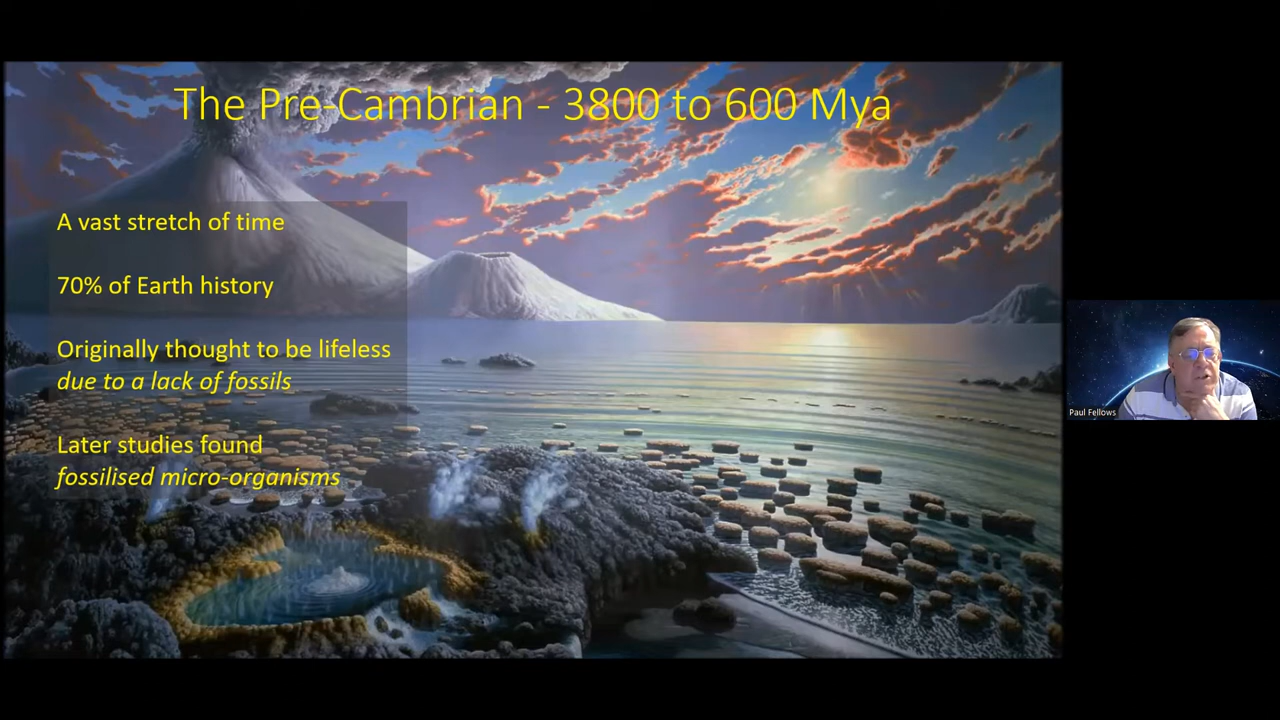 The Pre-Cambrian - 3800 to 600 Mya
A vast stretch of time
70% of Earth history
Originally thought to be lifeless
due to a lack of fossils
Later studies found
fossilised micro-organisms
Paul Fellows